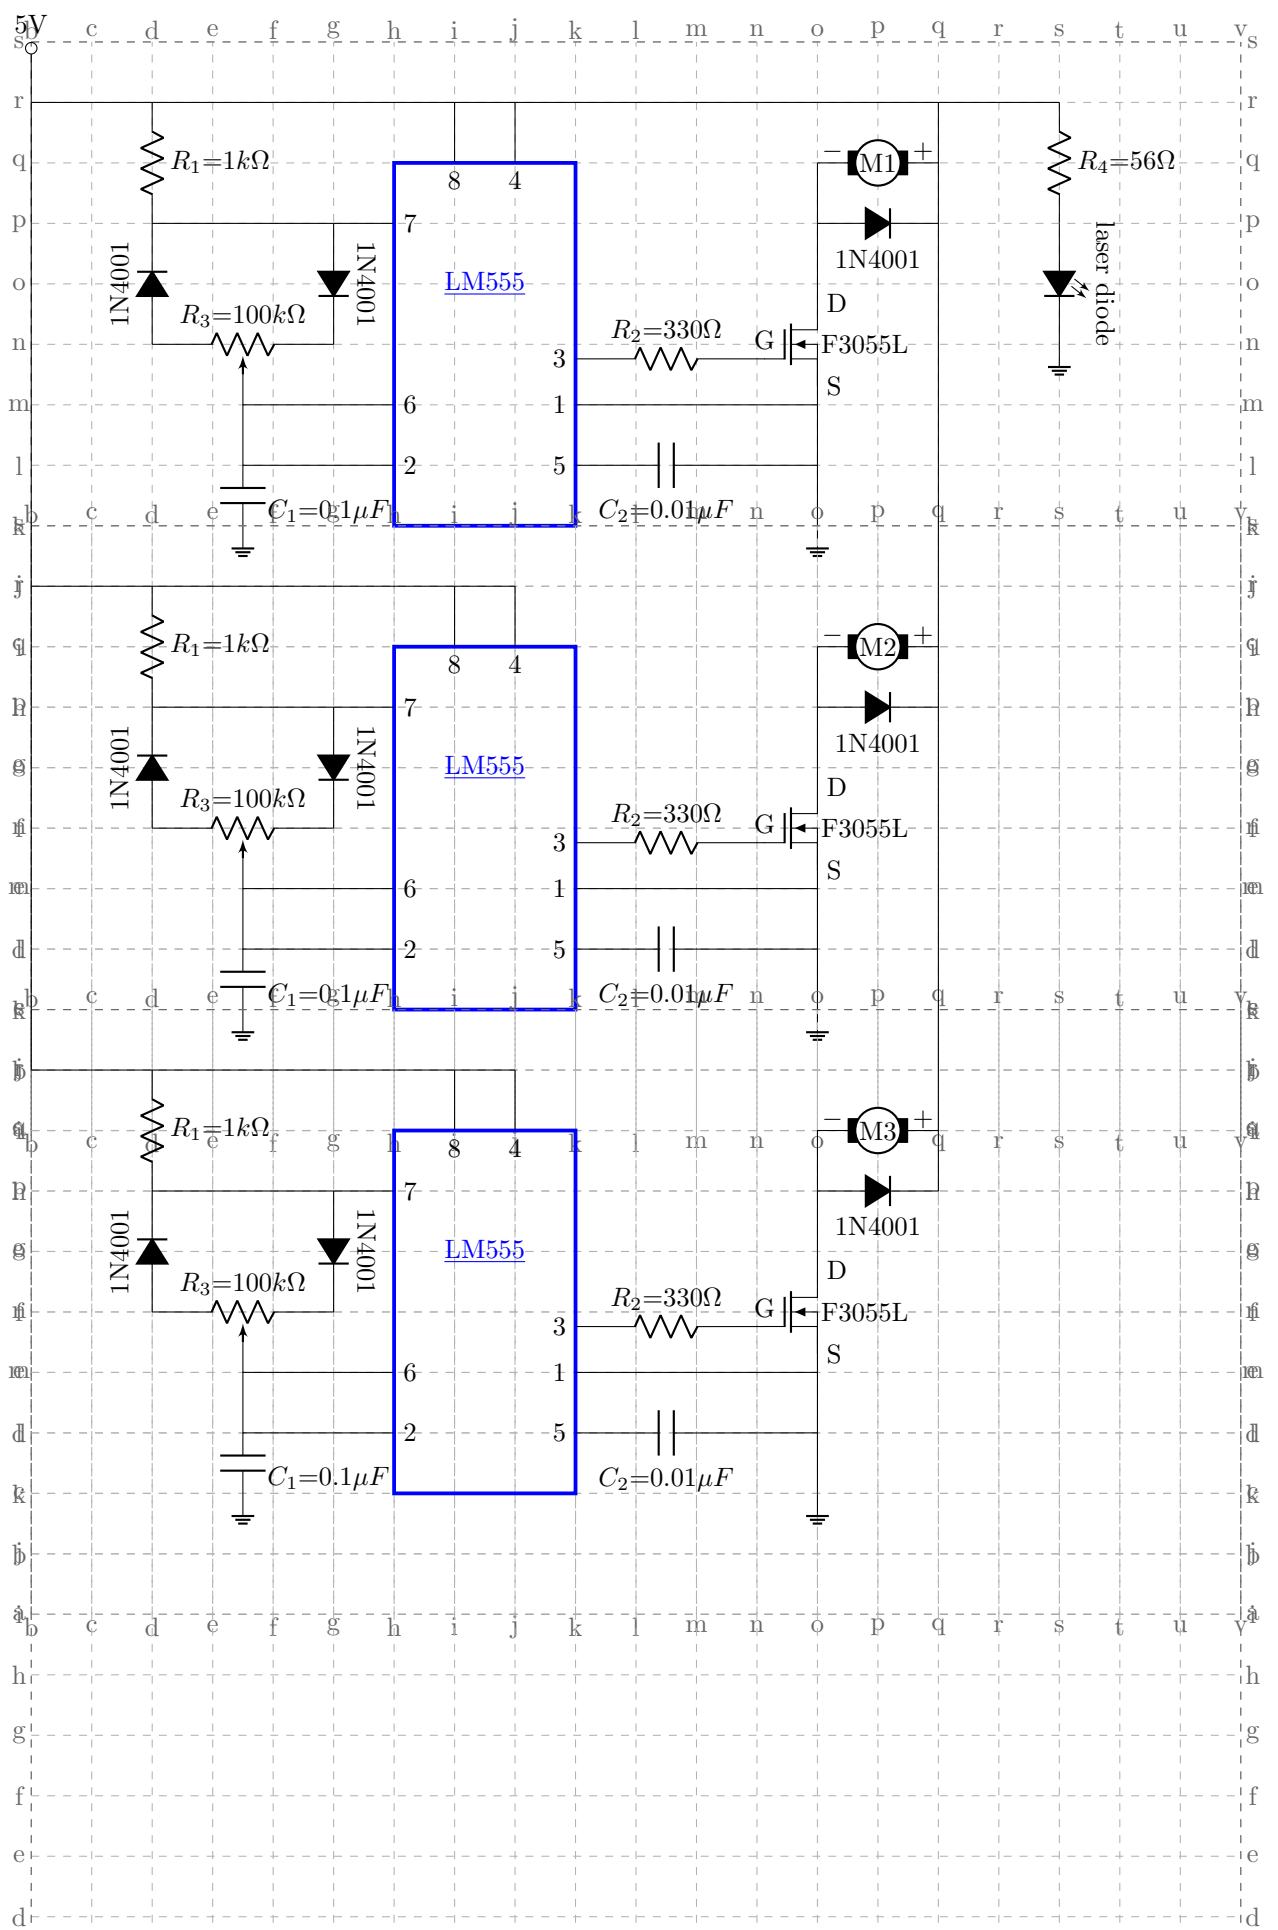 5V
b c d e f g h i j k l m n o p q r s t u v
s s
r r
q R1=1kΩ 8 4 − M1 + R4=56Ω q
p 7 p
1N4001 1N4001 LM555 1N4001 laser diode
o o
D
R3=100kΩ R2=330Ω
n G F3055L n
3
S
m 6 1 m
l 2 5 l
C1=0.1μF C2=0.01μF
b c d e f g h i j k l m n o p q r s t u v
k s k s
j r j r
q i R1=1kΩ 8 4 − M2 + q i
p h 7 p h
1N4001 1N4001 LM555 1N4001
o g o g
D
R3=100kΩ R2=330Ω
n f G F3055L n f
3
S
m e 6 1 m e
l d 2 5 l d
C1=0.1μF C2=0.01μF
b c d e f g h i j k l m n o p q r s t u v
k s c k s c
j r b j r b
q i a R1=1kΩ 8 4 − M3 + q i a
b c d e f g h i j k l m n o p q r s t u v
p h 7 p h
1N4001 1N4001 LM555 1N4001
o g o g
D
R3=100kΩ R2=330Ω
n f G F3055L n f
3
S
m e 6 1 m e
l d 2 5 l d
C1=0.1μF C2=0.01μF
k c k c
j b j b
i a i a
b c d e f g h i j k l m n o p q r s t u v
h h
g g
f f
e e
d d